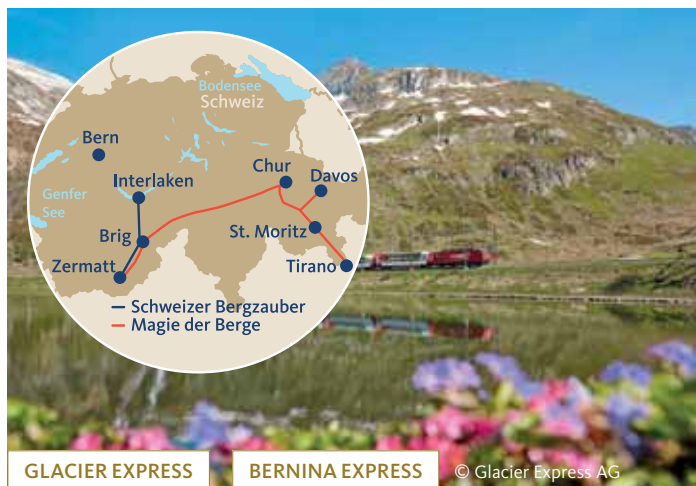 Bodensee
Schweiz
Bern
Chur
Davos
Interlaken
Genfer
See
Brig
St. Moritz
Zermatt
Tirano
Schweizer Bergzauber
Magie der Berge
GLACIER EXPRESS
BERNINA EXPRESS
© Glacier Express AG